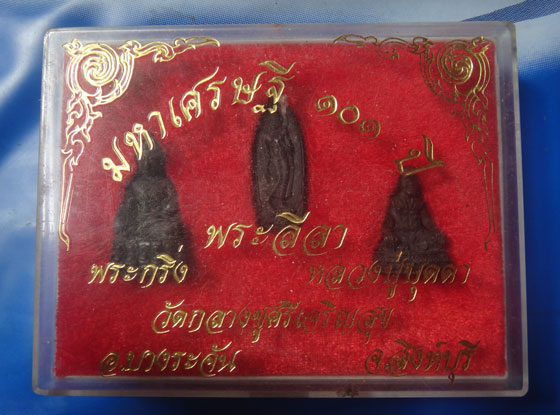 มหาเศรษฐี ๑๐๑ ปี
พระลีลา
พระกริ่ง หลวงปู่บุดดา
วัดกลางชูศรีเจริญสุข
อ.บางระจัน จ.สิงห์บุรี